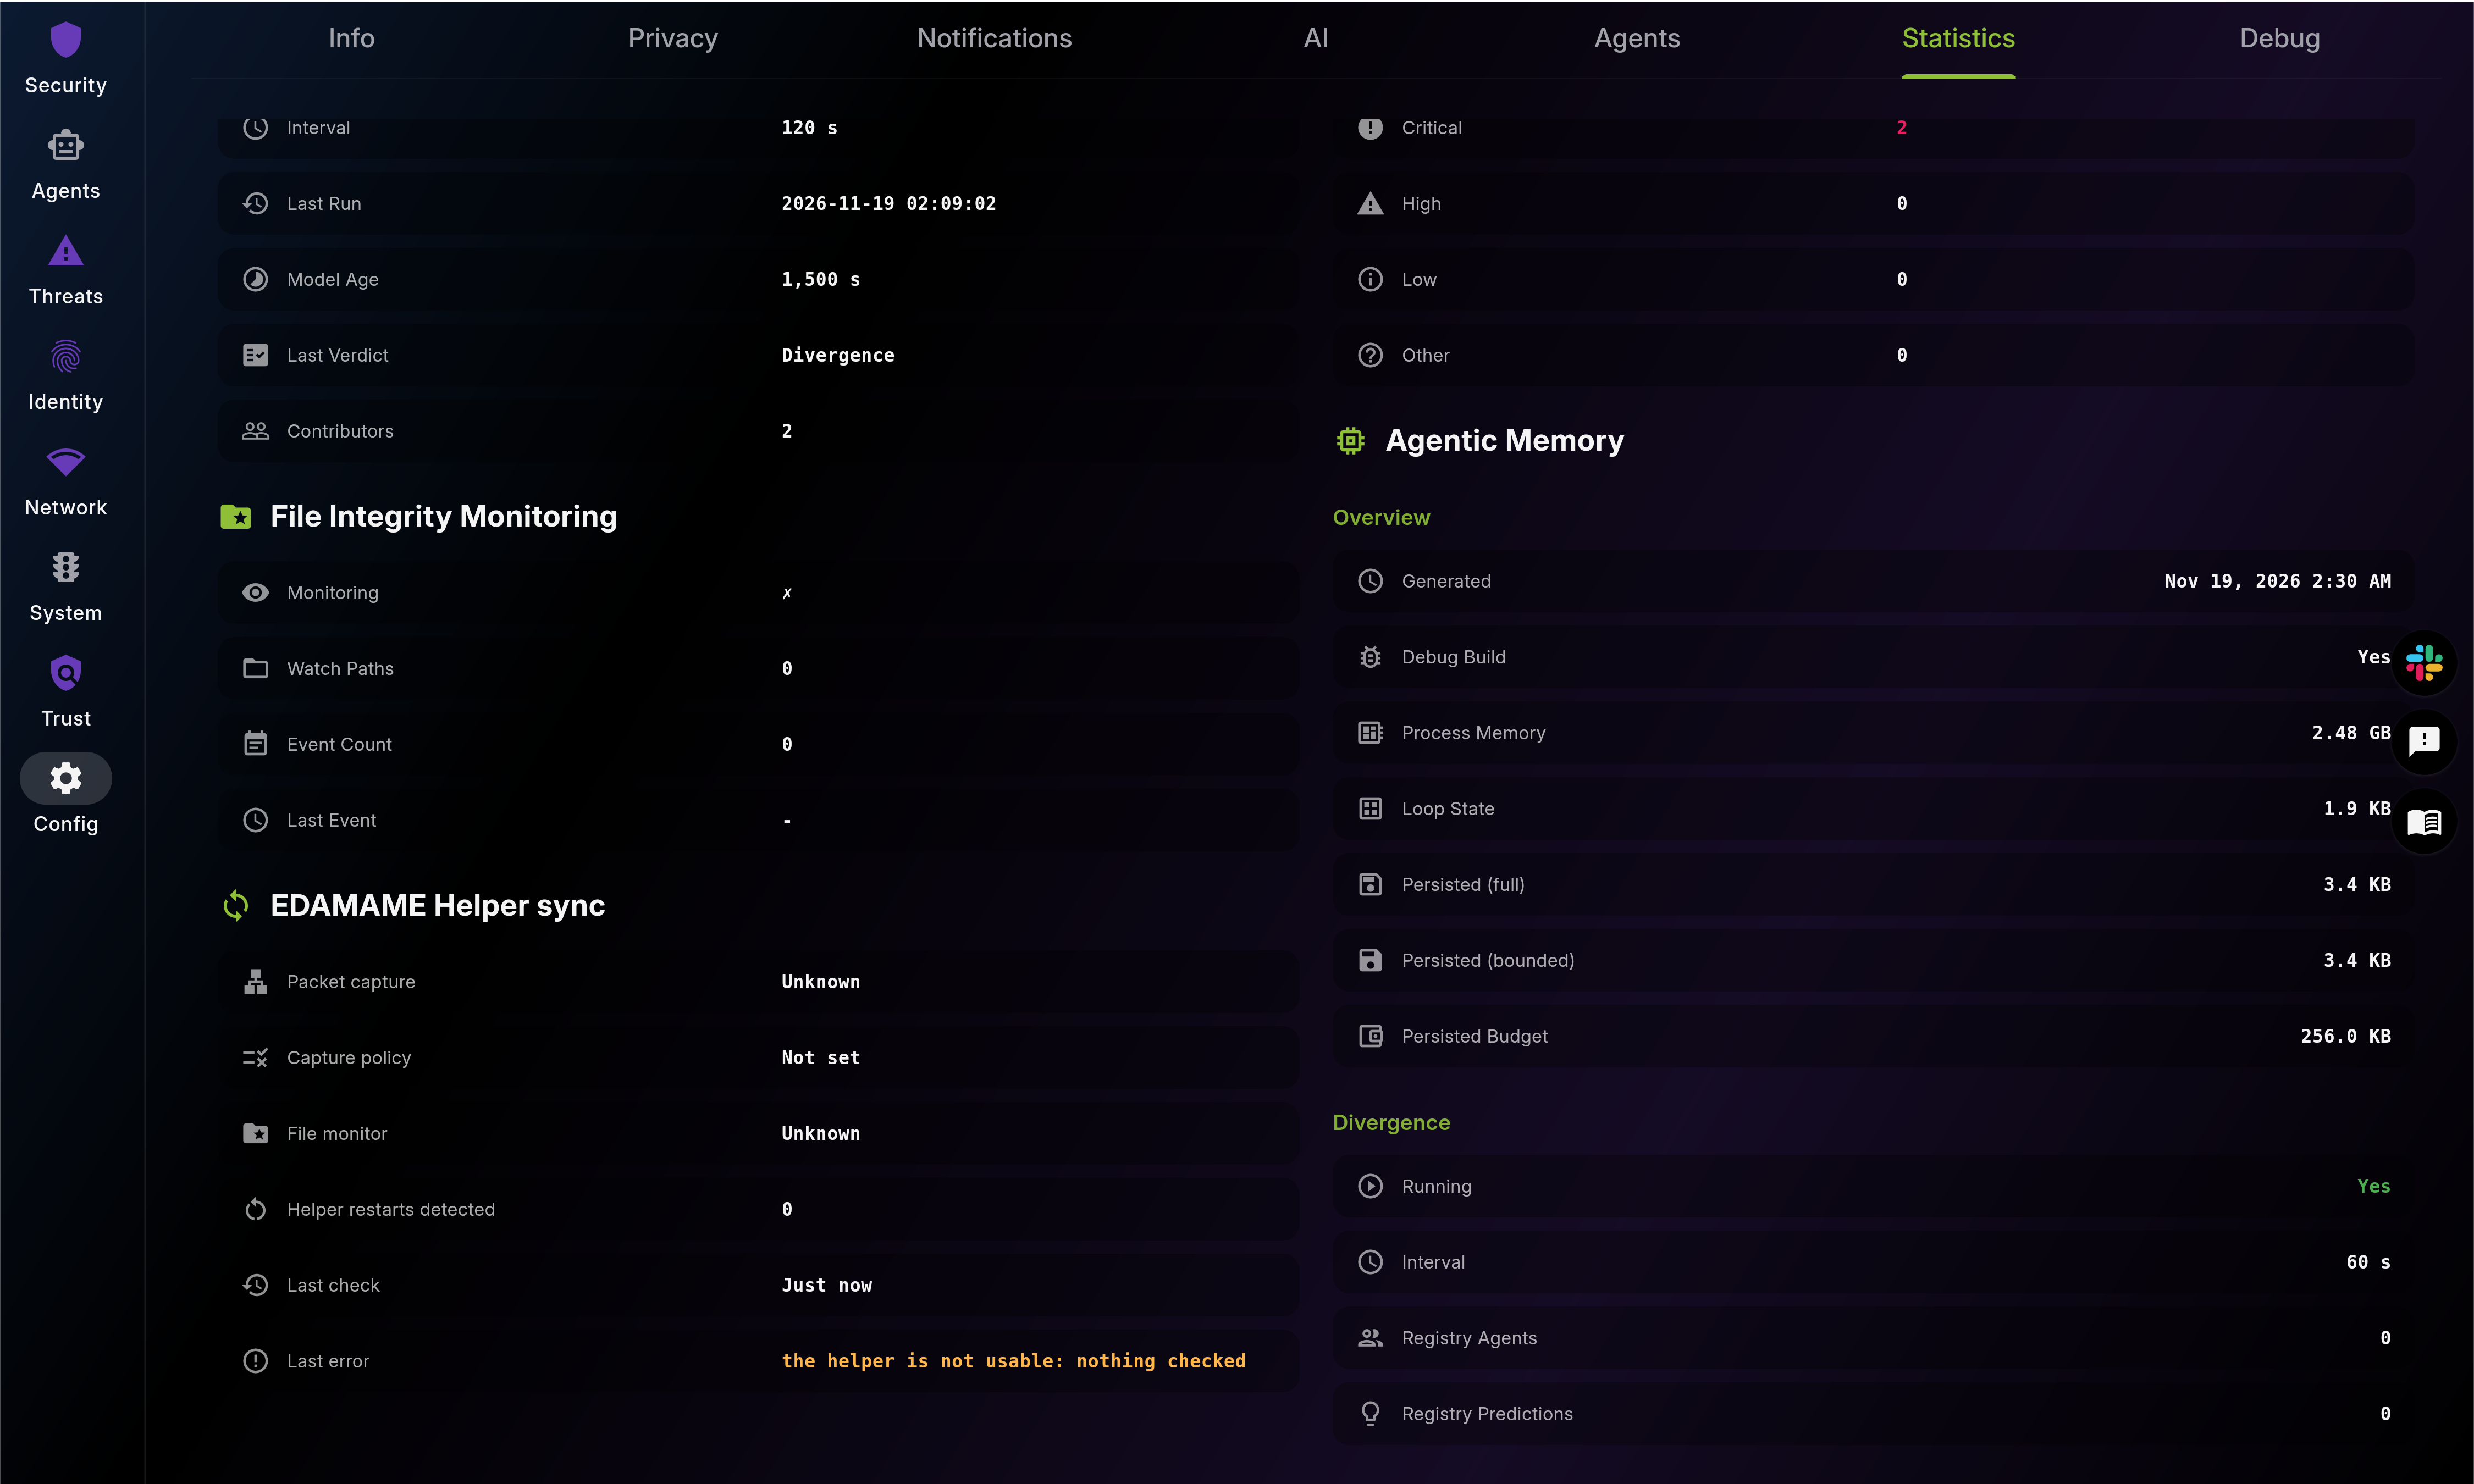 Info
Privacy
Notifications
AI
Agents
Statistics
Debug
Security
Agents
Threats
Identity
Network
System
Trust
Config
Interval 120 s
Last Run 2026-11-19 02:09:02
Model Age 1,500 s
Last Verdict Divergence
Contributors 2
File Integrity Monitoring
Monitoring ✗
Watch Paths 0
Event Count 0
Last Event -
EDAMAME Helper sync
Packet capture Unknown
Capture policy Not set
File monitor Unknown
Helper restarts detected 0
Last check Just now
Last error the helper is not usable: nothing checked
Critical 2
High 0
Low 0
Other 0
Agentic Memory
Overview
Generated Nov 19, 2026 2:30 AM
Debug Build Yes
Process Memory 2.48 GB
Loop State 1.9 KB
Persisted (full) 3.4 KB
Persisted (bounded) 3.4 KB
Persisted Budget 256.0 KB
Divergence
Running Yes
Interval 60 s
Registry Agents 0
Registry Predictions 0